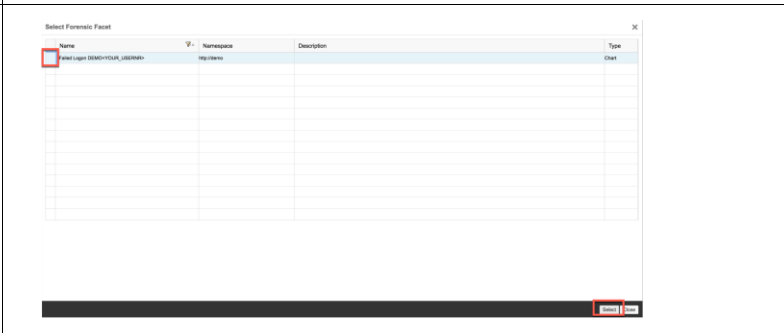 Select Forensic Facet
Name Namespace Description Type
Failed Logon DEMO<YOUR_USERNR> http://demo Chart
Select Close